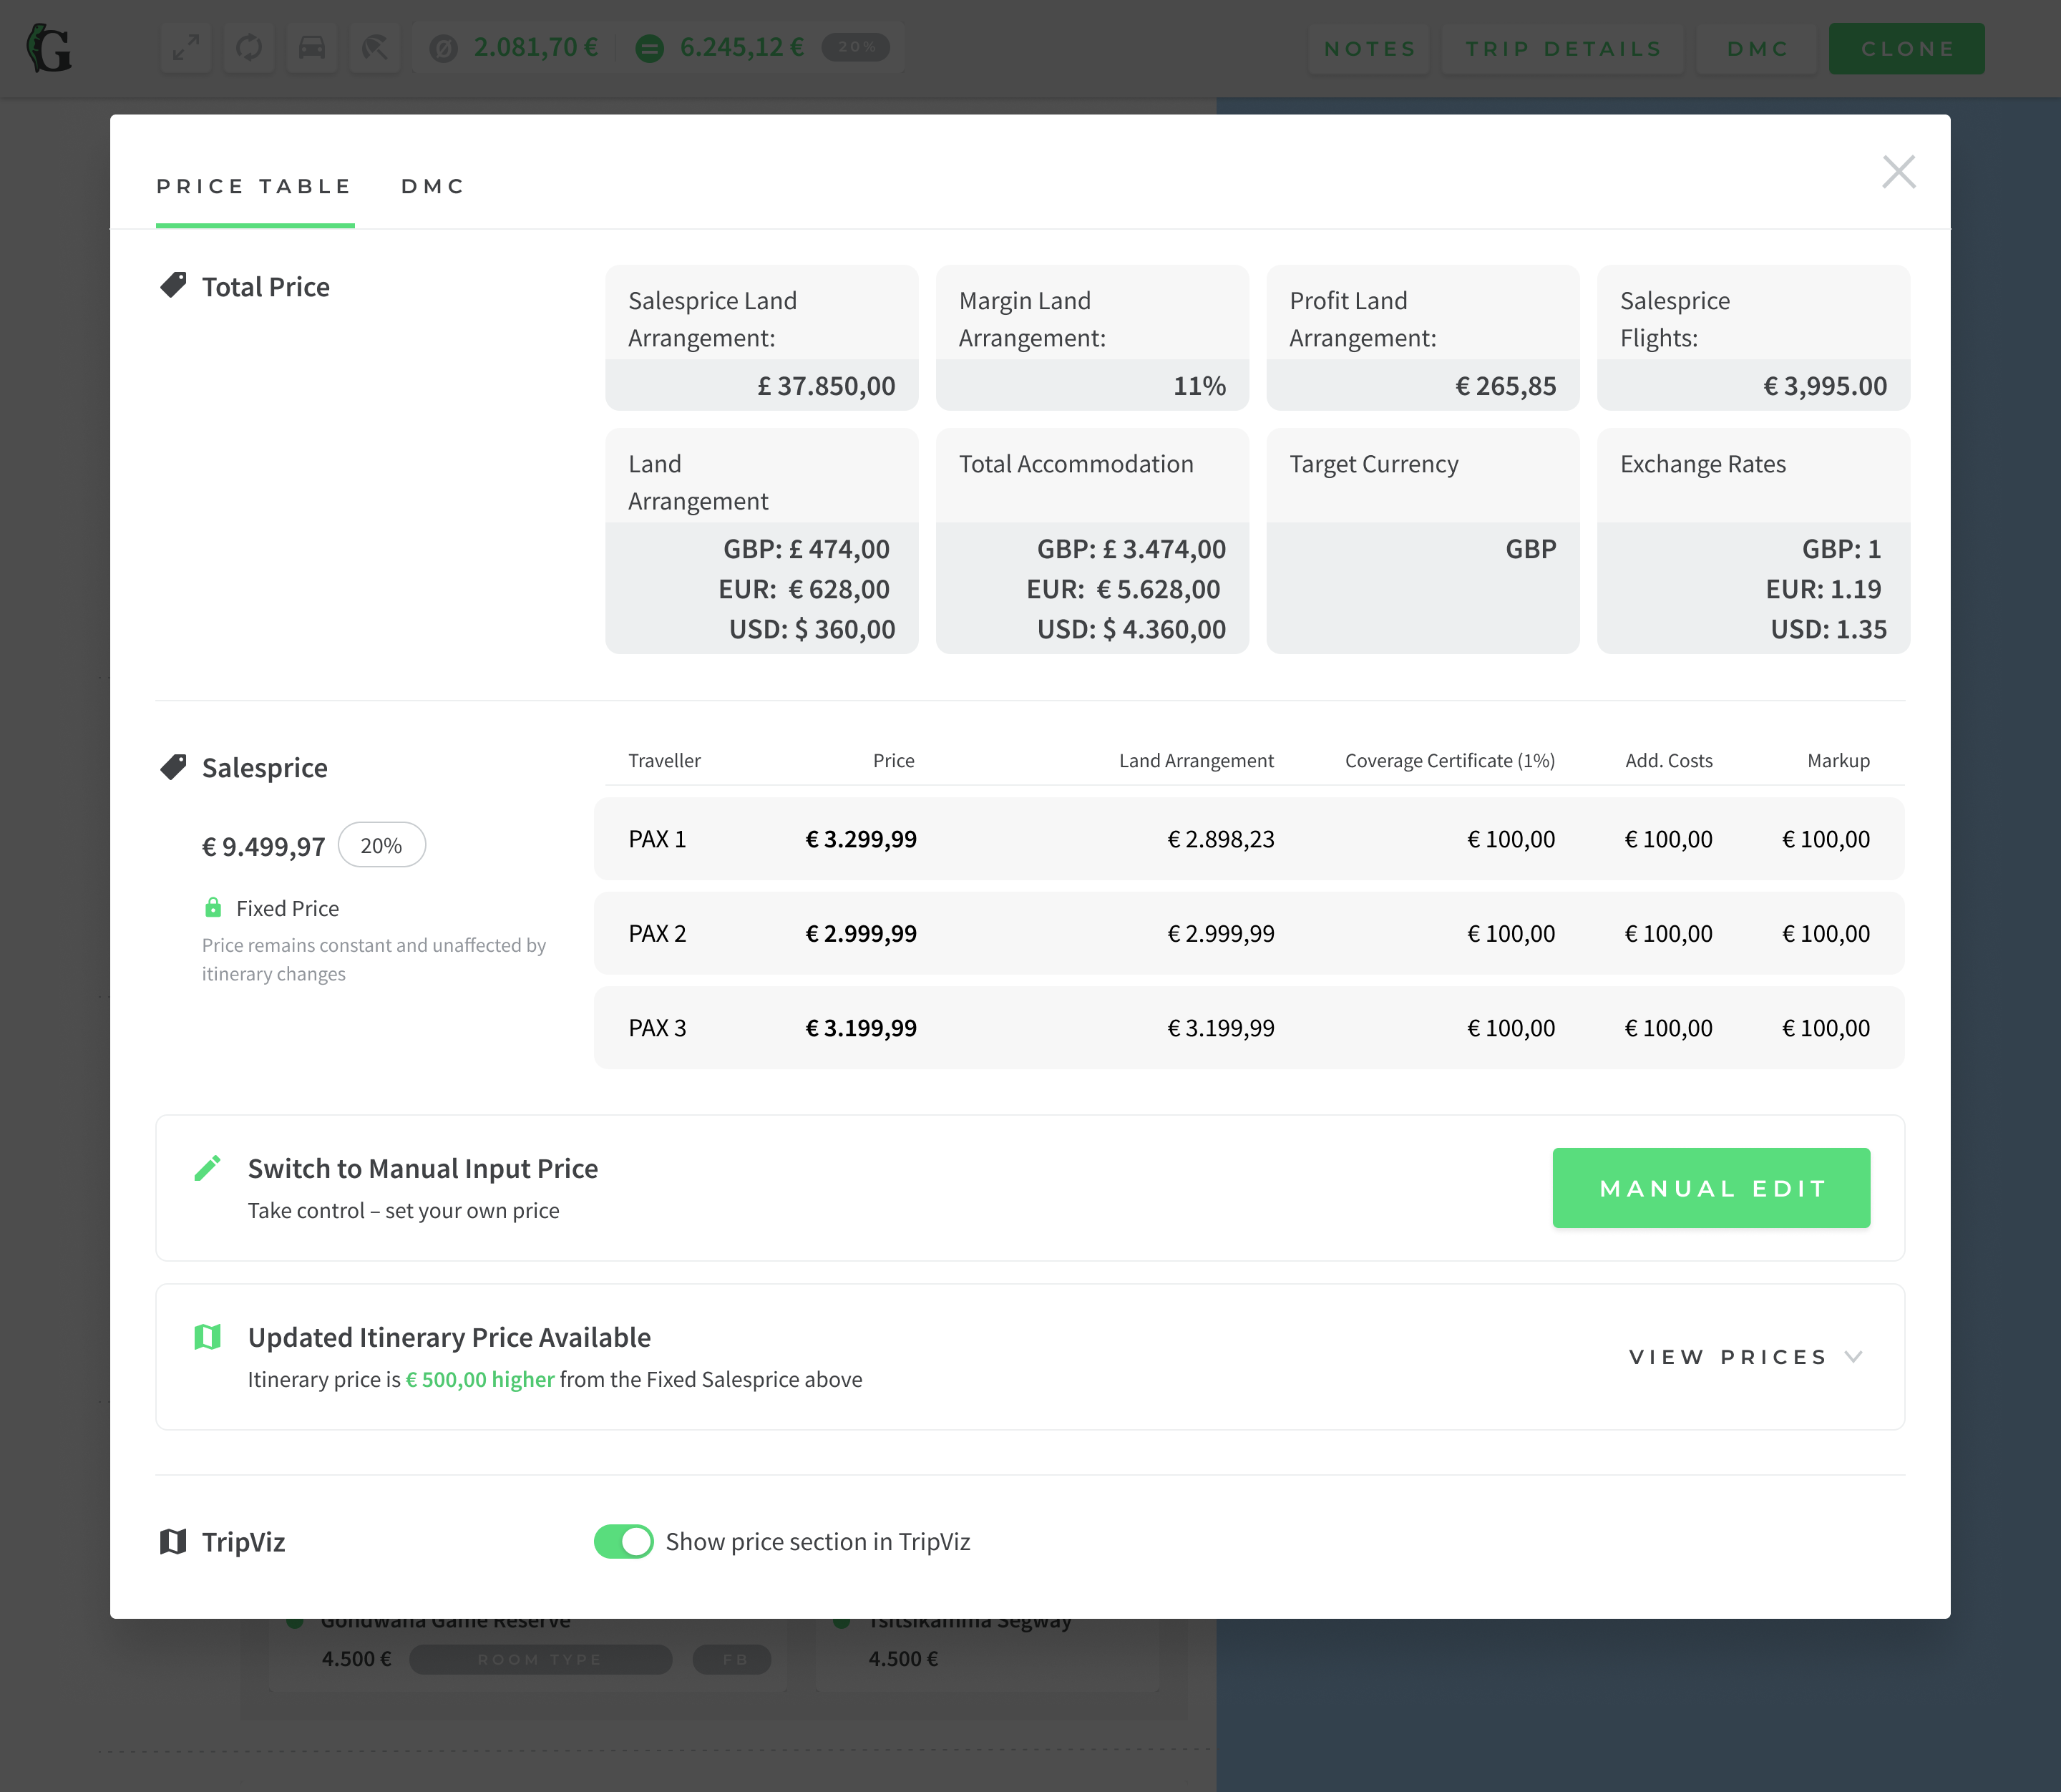 G
2.081,70 €
6.245,12 €
20%
NOTES
TRIP DETAILS
DMC
CLONE
PRICE TABLE
DMC
Total Price
Salesprice Land
Arrangement:
£ 37.850,00
Margin Land
Arrangement:
11%
Profit Land
Arrangement:
€ 265,85
Salesprice
Flights:
€ 3,995.00
Land
Arrangement
GBP: £ 474,00
EUR: € 628,00
USD: $ 360,00
Total Accommodation
GBP: £ 3.474,00
EUR: € 5.628,00
USD: $ 4.360,00
Target Currency
GBP
Exchange Rates
GBP: 1
EUR: 1.19
USD: 1.35
Salesprice
€ 9.499,97
20%
Fixed Price
Price remains constant and unaffected by
itinerary changes
Traveller Price Land Arrangement Coverage Certificate (1%) Add. Costs Markup
PAX 1 € 3.299,99 € 2.898,23 € 100,00 € 100,00 € 100,00
PAX 2 € 2.999,99 € 2.999,99 € 100,00 € 100,00 € 100,00
PAX 3 € 3.199,99 € 3.199,99 € 100,00 € 100,00 € 100,00
Switch to Manual Input Price
Take control – set your own price
MANUAL EDIT
Updated Itinerary Price Available
Itinerary price is € 500,00 higher from the Fixed Salesprice above
VIEW PRICES
TripViz
Show price section in TripViz
Gondwana Game Reserve
Tsitsikamma Segway
4.500 €
ROOM TYPE
FB
4.500 €